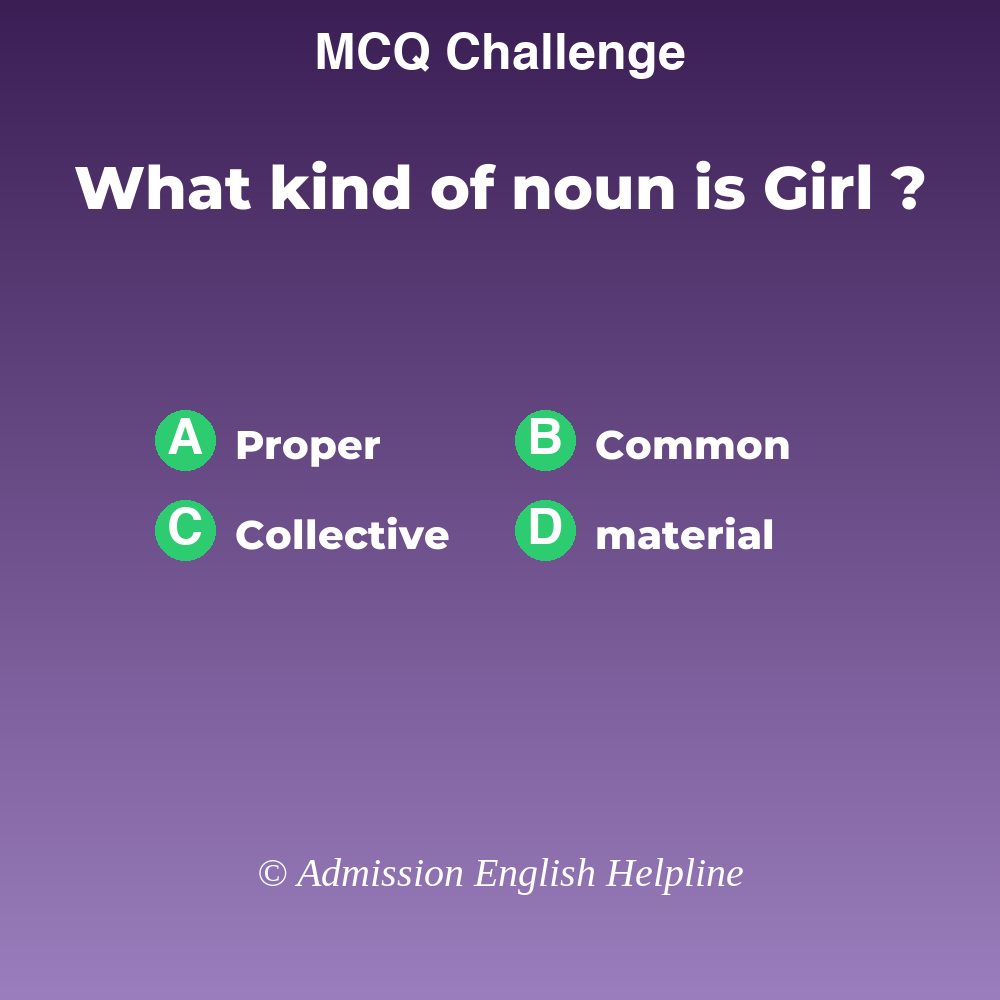 MCQ Challenge
What kind of noun is Girl ?
A Proper B Common
C Collective D material
© Admission English Helpline